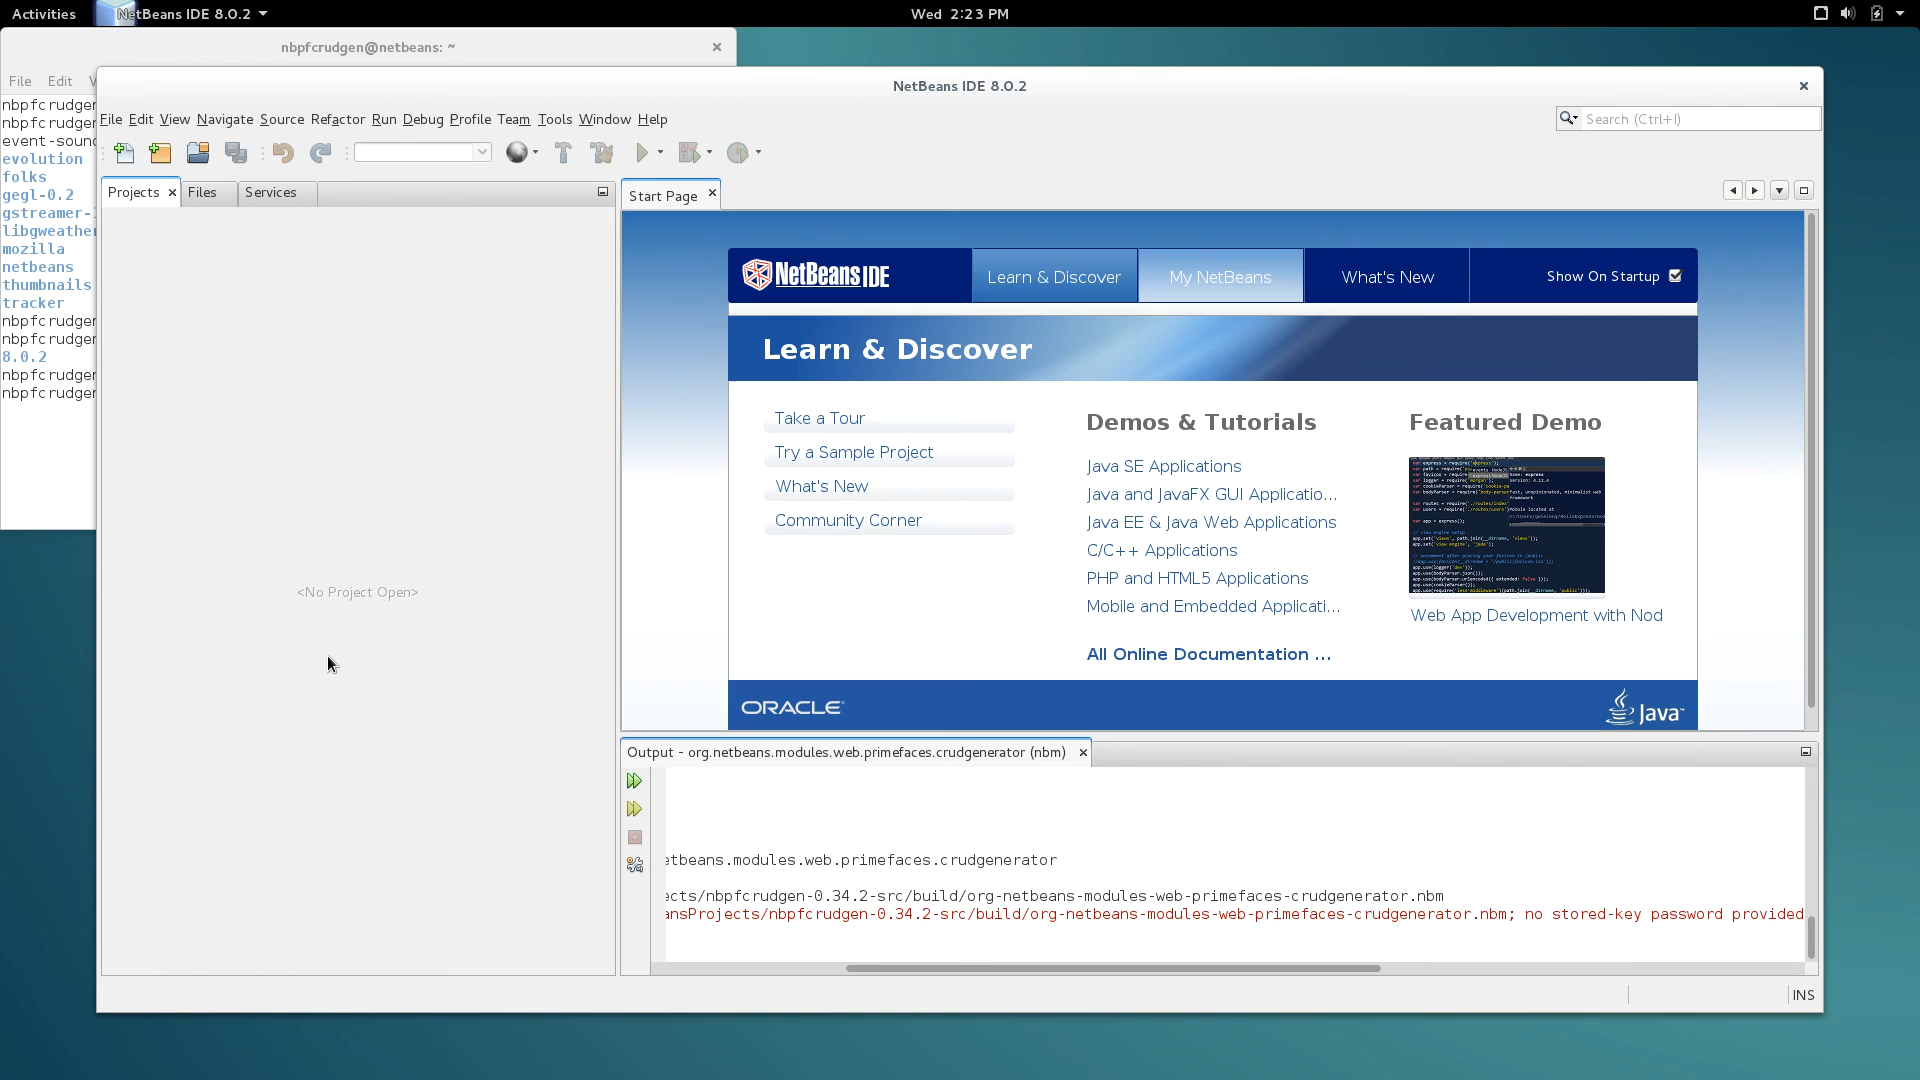 Activities
NetBeans IDE 8.0.2
Wed 2:23 PM
nbpfcrudgen@netbeans: ~
File Edit V
nbpfcrudgen
nbpfcrudgen
event-sound
evolution
folks
gegl-0.2
gstreamer-1
libgweather
mozilla
netbeans
thumbnails
tracker
nbpfcrudgen
nbpfcrudgen
8.0.2
nbpfcrudgen
nbpfcrudgen
NetBeans IDE 8.0.2
File Edit View Navigate Source Refactor Run Debug Profile Team Tools Window Help
Search (Ctrl+I)
Projects
Files
Services
<No Project Open>
Start Page
NetBeans IDE
Learn & Discover
My NetBeans
What's New
Show On Startup
Learn & Discover
Take a Tour
Try a Sample Project
What's New
Community Corner
Demos & Tutorials
Java SE Applications
Java and JavaFX GUI Applicatio...
Java EE & Java Web Applications
C/C++ Applications
PHP and HTML5 Applications
Mobile and Embedded Applicati...
All Online Documentation ...
Featured Demo
Web App Development with Nod
ORACLE
Java
Output - org.netbeans.modules.web.primefaces.crudgenerator (nbm)
etbeans.modules.web.primefaces.crudgenerator
ects/nbpfcrudgen-0.34.2-src/build/org-netbeans-modules-web-primefaces-crudgenerator.nbm
ansProjects/nbpfcrudgen-0.34.2-src/build/org-netbeans-modules-web-primefaces-crudgenerator.nbm; no stored-key password provided
INS